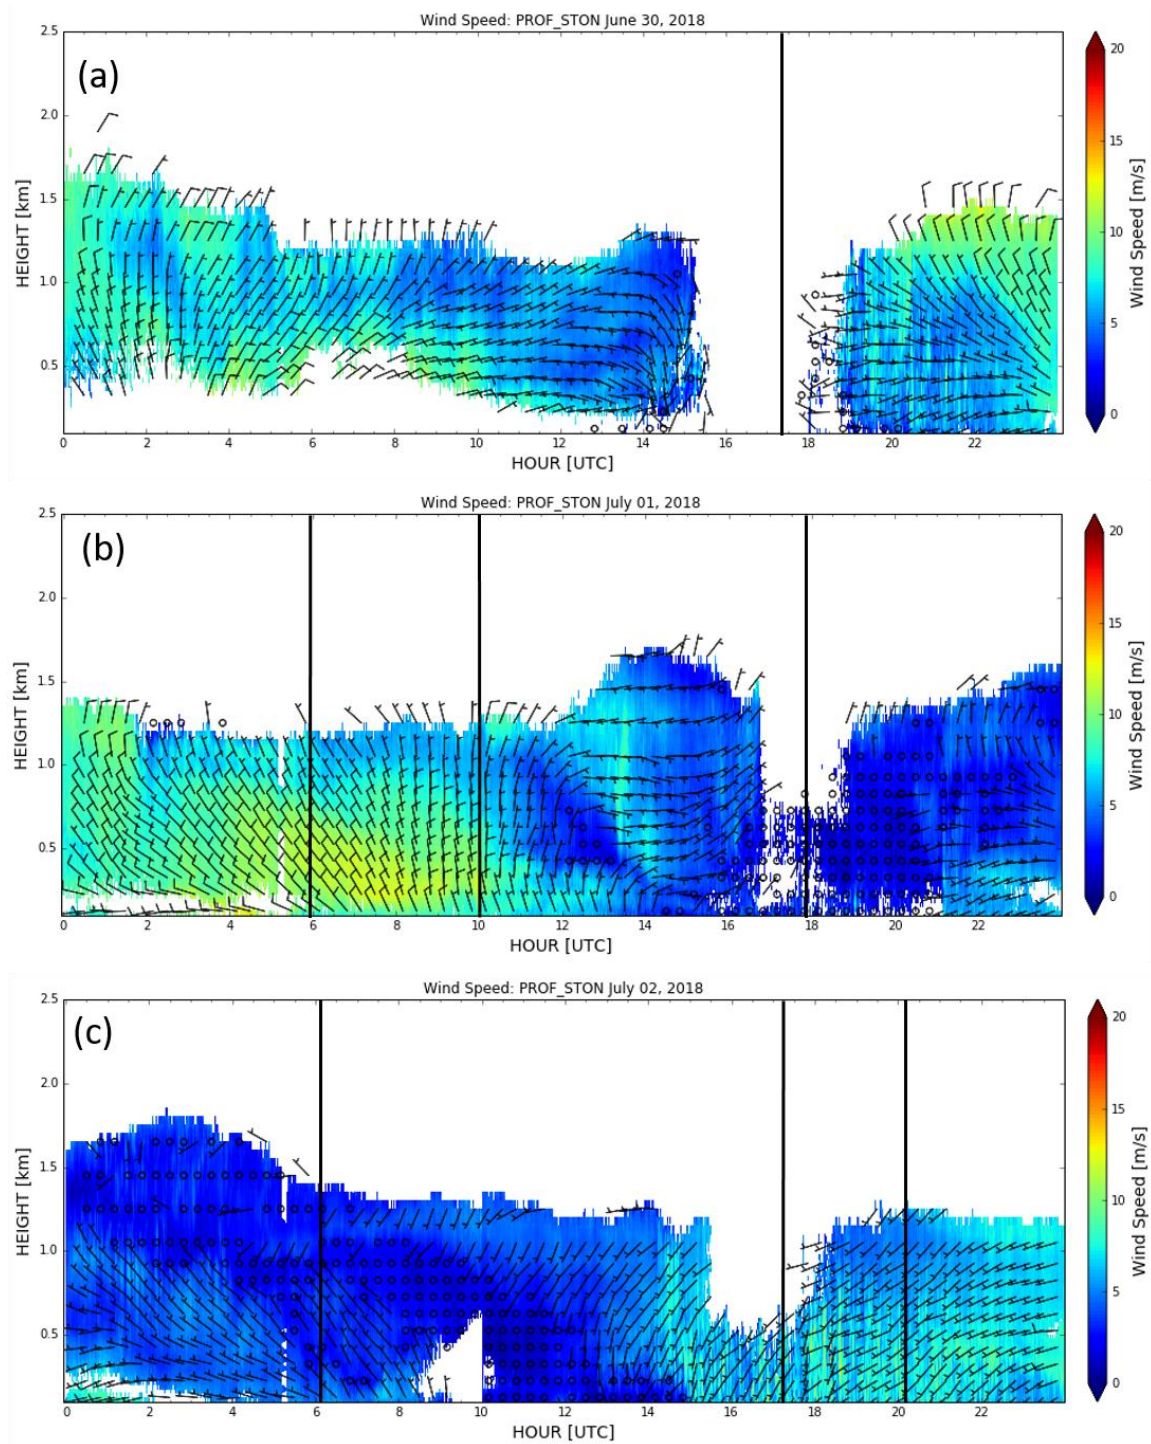 Wind Speed: PROF_STON June 30, 2018
(a)
2.5
2.0
1.5
1.0
0.5
HEIGHT [km]
0 2 4 6 8 10 12 14 16 18 20 22
HOUR [UTC]
20
15
10
5
0
Wind Speed [m/s]
Wind Speed: PROF_STON July 01, 2018
(b)
2.5
2.0
1.5
1.0
0.5
HEIGHT [km]
0 2 4 6 8 10 12 14 16 18 20 22
HOUR [UTC]
20
15
10
5
0
Wind Speed [m/s]
Wind Speed: PROF_STON July 02, 2018
(c)
2.5
2.0
1.5
1.0
0.5
HEIGHT [km]
0 2 4 6 8 10 12 14 16 18 20 22
HOUR [UTC]
20
15
10
5
0
Wind Speed [m/s]